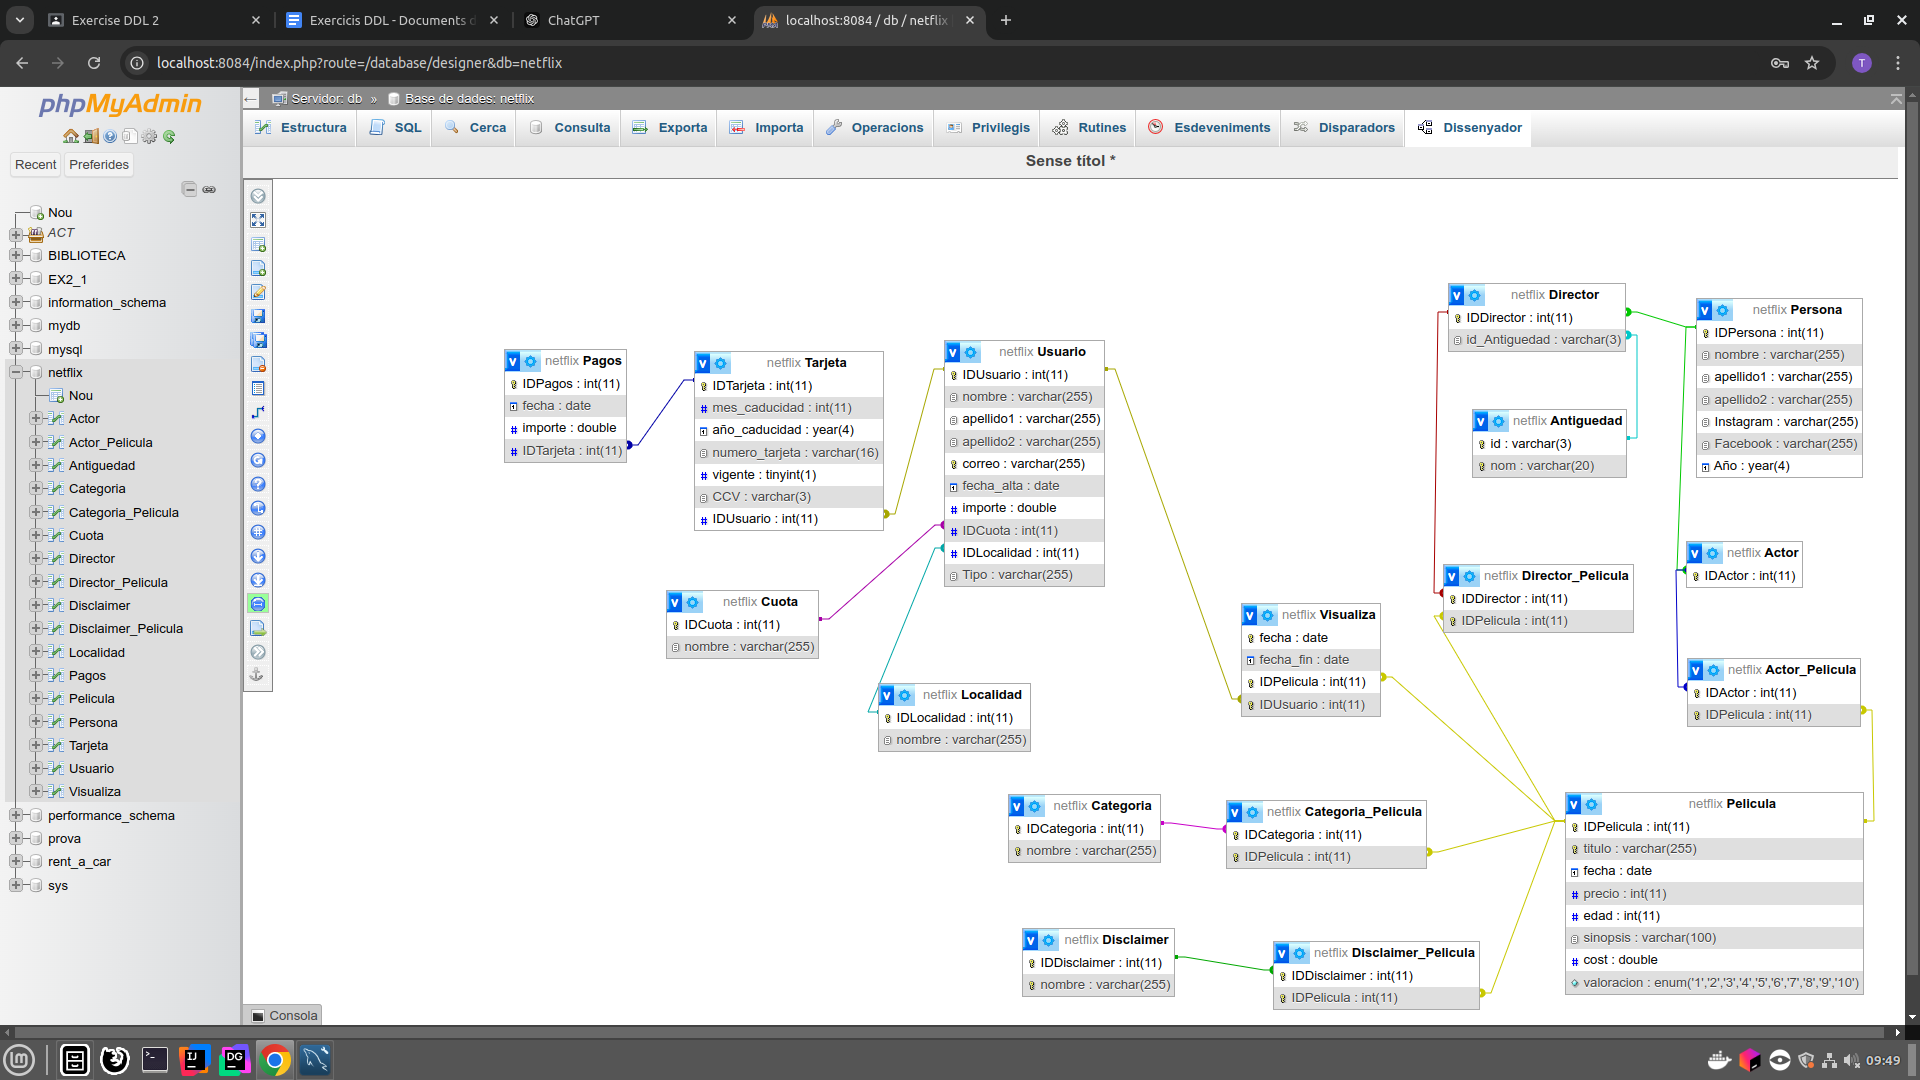 Exercise DDL 2
Exercicis DDL - Documents d
ChatGPT
localhost:8084 / db / netflix
localhost:8084/index.php?route=/database/designer&db=netflix
T
phpMyAdmin
Recent
Preferides
Nou
ACT
BIBLIOTECA
EX2_1
information_schema
mydb
mysql
netflix
Nou
Actor
Actor_Pelicula
Antiguedad
Categoria
Categoria_Pelicula
Cuota
Director
Director_Pelicula
Disclaimer
Disclaimer_Pelicula
Localidad
Pagos
Pelicula
Persona
Tarjeta
Usuario
Visualiza
performance_schema
prova
rent_a_car
sys
Servidor: db » Base de dades: netflix
Estructura
SQL
Cerca
Consulta
Exporta
Importa
Operacions
Privilegis
Rutines
Esdeveniments
Disparadors
Dissenyador
Sense títol *
netflix Pagos
IDPagos : int(11)
fecha : date
importe : double
IDTarjeta : int(11)
netflix Tarjeta
IDTarjeta : int(11)
mes_caducidad : int(11)
año_caducidad : year(4)
numero_tarjeta : varchar(16)
vigente : tinyint(1)
CCV : varchar(3)
IDUsuario : int(11)
netflix Usuario
IDUsuario : int(11)
nombre : varchar(255)
apellido1 : varchar(255)
apellido2 : varchar(255)
correo : varchar(255)
fecha_alta : date
importe : double
IDCuota : int(11)
IDLocalidad : int(11)
Tipo : varchar(255)
netflix Director
IDDirector : int(11)
id_Antiguedad : varchar(3)
netflix Persona
IDPersona : int(11)
nombre : varchar(255)
apellido1 : varchar(255)
apellido2 : varchar(255)
Instagram : varchar(255)
Facebook : varchar(255)
Año : year(4)
netflix Antiguedad
id : varchar(3)
nom : varchar(20)
netflix Actor
IDActor : int(11)
netflix Director_Pelicula
IDDirector : int(11)
IDPelicula : int(11)
netflix Cuota
IDCuota : int(11)
nombre : varchar(255)
netflix Visualiza
fecha : date
fecha_fin : date
IDPelicula : int(11)
IDUsuario : int(11)
netflix Actor_Pelicula
IDActor : int(11)
IDPelicula : int(11)
netflix Localidad
IDLocalidad : int(11)
nombre : varchar(255)
netflix Categoria
IDCategoria : int(11)
nombre : varchar(255)
netflix Categoria_Pelicula
IDCategoria : int(11)
IDPelicula : int(11)
netflix Pelicula
IDPelicula : int(11)
titulo : varchar(255)
fecha : date
precio : int(11)
edad : int(11)
sinopsis : varchar(100)
cost : double
valoracion : enum('1','2','3','4','5','6','7','8','9','10')
netflix Disclaimer
IDDisclaimer : int(11)
nombre : varchar(255)
netflix Disclaimer_Pelicula
IDDisclaimer : int(11)
IDPelicula : int(11)
Consola
09:49